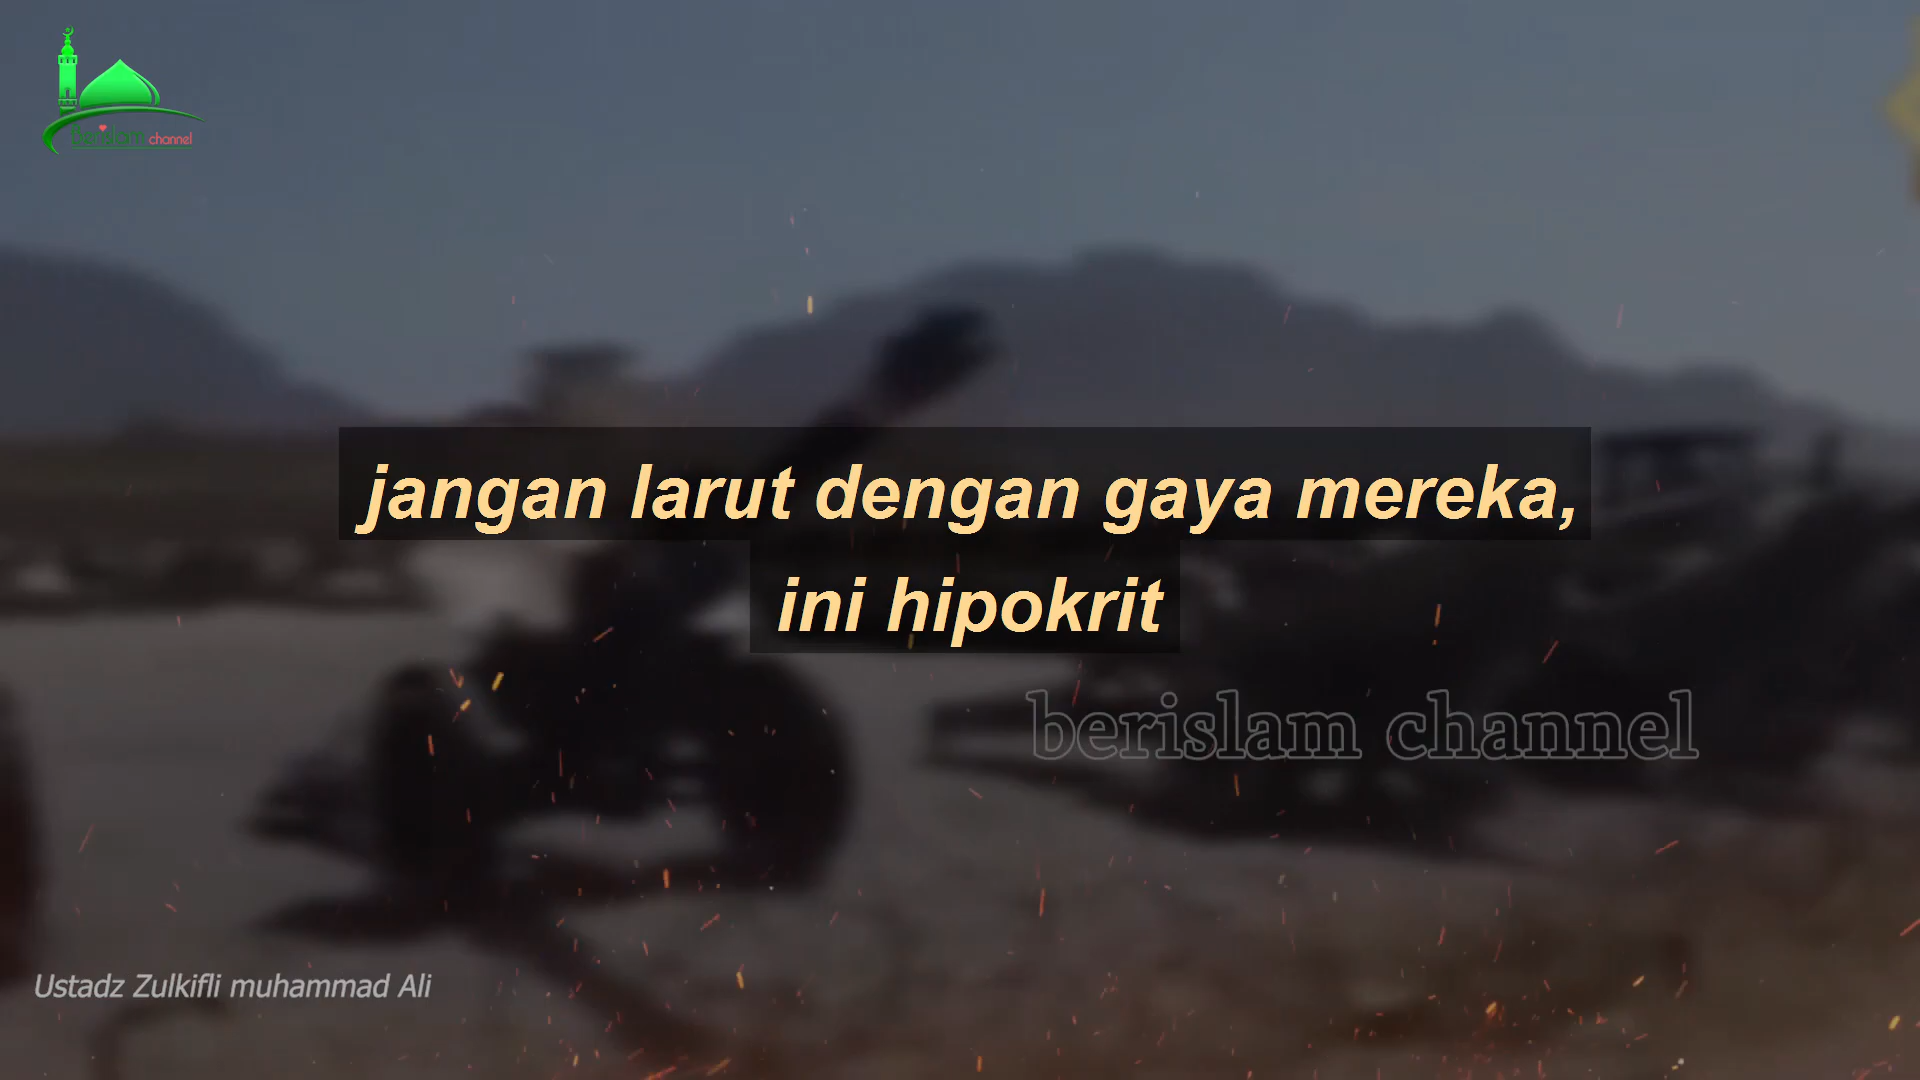 Berislam channel
jangan larut dengan gaya mereka,
ini hipokrit
berislam channel
Ustadz Zulkifli muhammad Ali